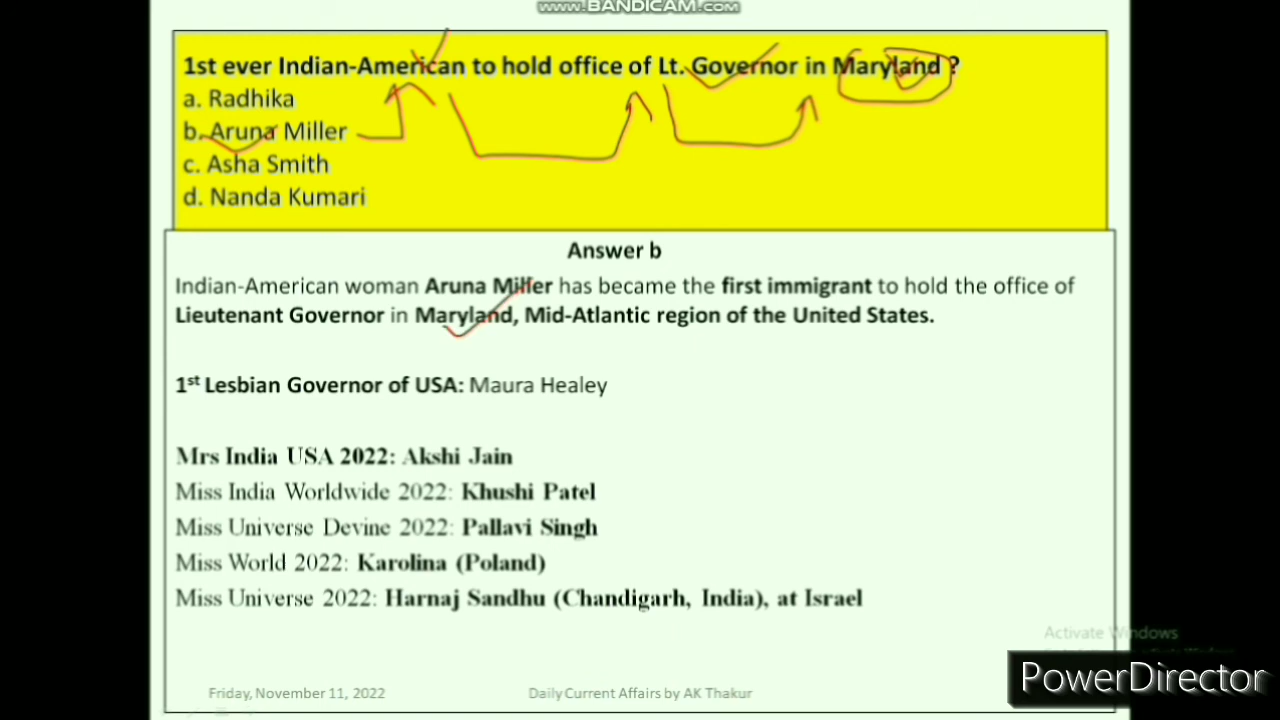 www.BANDICAM.COM
1st ever Indian-American to hold office of Lt. Governor in Maryland ?
a. Radhika
b. Aruna Miller
c. Asha Smith
d. Nanda Kumari
Answer b
Indian-American woman Aruna Miller has became the first immigrant to hold the office of
Lieutenant Governor in Maryland, Mid-Atlantic region of the United States.
1st Lesbian Governor of USA: Maura Healey
Mrs India USA 2022: Akshi Jain
Miss India Worldwide 2022: Khushi Patel
Miss Universe Devine 2022: Pallavi Singh
Miss World 2022: Karolina (Poland)
Miss Universe 2022: Harnaj Sandhu (Chandigarh, India), at Israel
Activate Windows
PowerDirector
Friday, November 11, 2022
Daily Current Affairs by AK Thakur